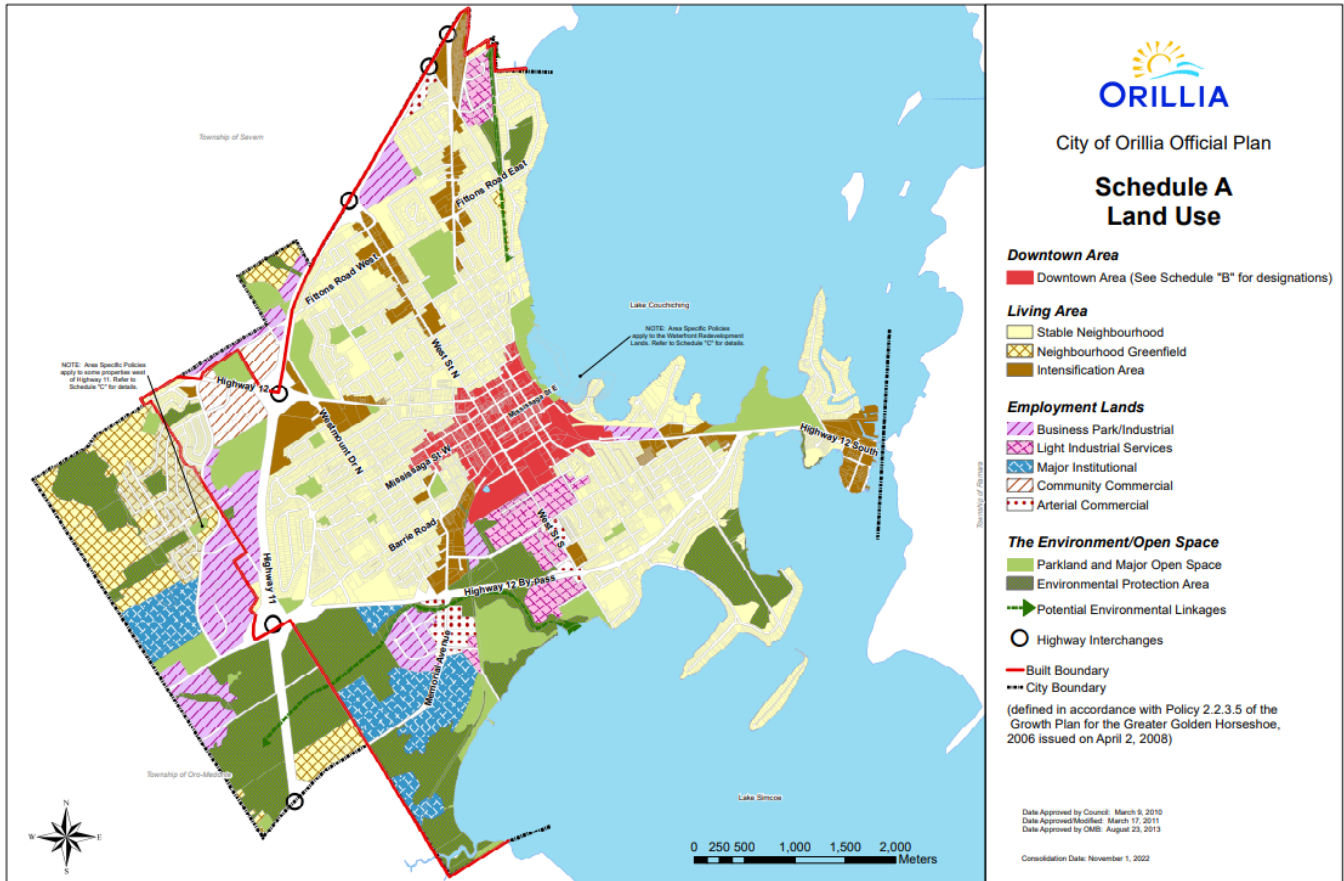 Township of Severn
Fittons Road East
Fittons Road West
Lake Couchiching
NOTE: Area Specific Policies
apply to the Waterfront Redevelopment
Lands. Refer to Schedule "C" for details.
West St N
NOTE: Area Specific Policies
apply to some properties west
of Highway 11. Refer to
Schedule "C" for details.
Highway 12
Mississaga St E
Westmount Dr N
Highway 12 South
Mississaga St W
Township of Ramara
Barrie Road
West St S
Highway 11
Highway 12 By-pass
Memorial Avenue
Township of Oro-Medonte
Lake Simcoe
N
W
E
S
0 250 500 1,000 1,500 2,000
Meters
ORILLIA
City of Orillia Official Plan
Schedule A
Land Use
Downtown Area
Downtown Area (See Schedule "B" for designations)
Living Area
Stable Neighbourhood
Neighbourhood Greenfield
Intensification Area
Employment Lands
Business Park/Industrial
Light Industrial Services
Major Institutional
Community Commercial
Arterial Commercial
The Environment/Open Space
Parkland and Major Open Space
Environmental Protection Area
Potential Environmental Linkages
Highway Interchanges
Built Boundary
City Boundary
(defined in accordance with Policy 2.2.3.5 of the
Growth Plan for the Greater Golden Horseshoe,
2006 issued on April 2, 2008)
Date Approved by Council: March 9, 2010
Date Approved/Modified: March 17, 2011
Date Approved by OMB: August 23, 2013
Consolidation Date: November 1, 2022